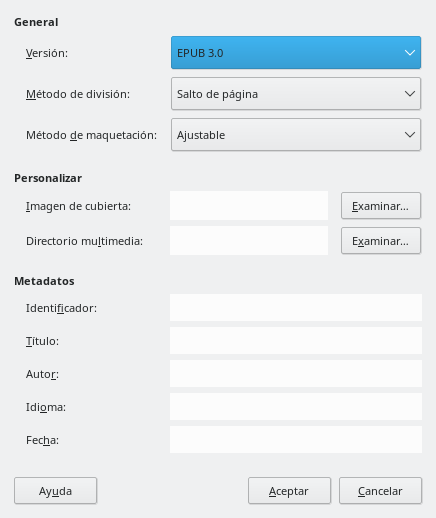 General
Versión:
EPUB 3.0
Método de división:
Salto de página
Método de maquetación:
Ajustable
Personalizar
Imagen de cubierta:
Examinar...
Directorio multimedia:
Examinar...
Metadatos
Identificador:
Título:
Autor:
Idioma:
Fecha:
Ayuda
Aceptar
Cancelar